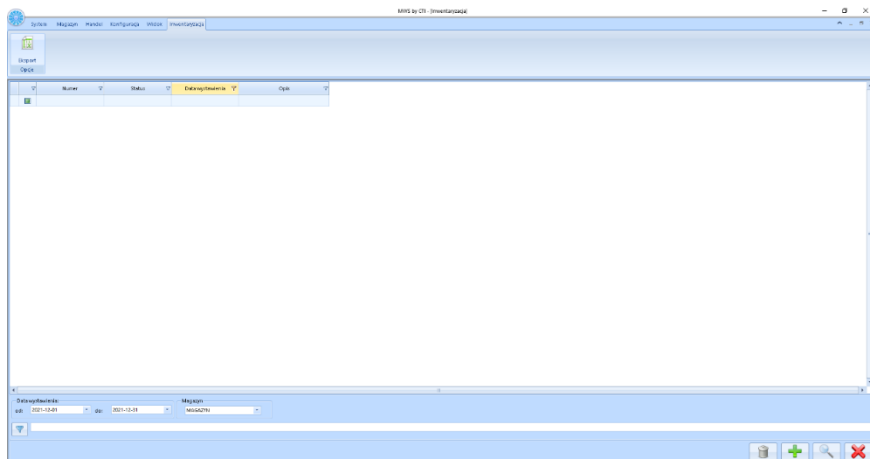 MWS by CTI - [Inwentaryzacja]
System Magazyn Handel Konfiguracja Widok Inwentaryzacja
Eksport
Opcje
Numer Status Data wystawienia Opis
Data wystawienia: Magazyn
od: 2021-12-01 do: 2021-12-31 MAGAZYN